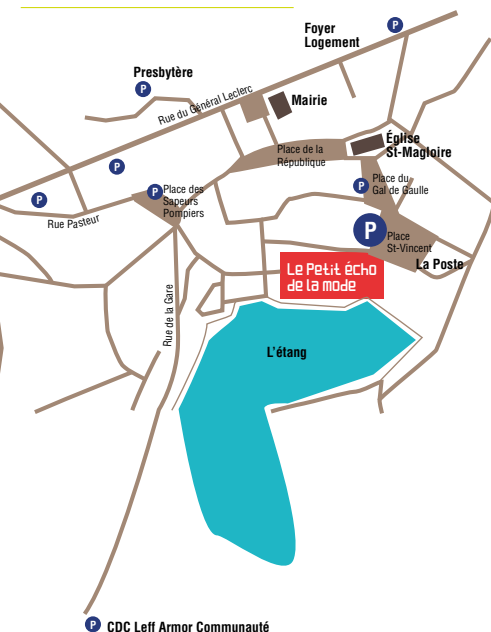 Foyer
Logement
P
Presbytère
P
Rue du Général Leclerc
Mairie
Église
St-Magloire
Place de la
République
P
P
Place des
Sapeurs
Pompiers
P
Place du
Gal de Gaulle
P
Rue Pasteur
P
Place
St-Vincent
La Poste
Le Petit écho
de la mode
Rue de la Gare
L'étang
P
CDC Leff Armor Communauté